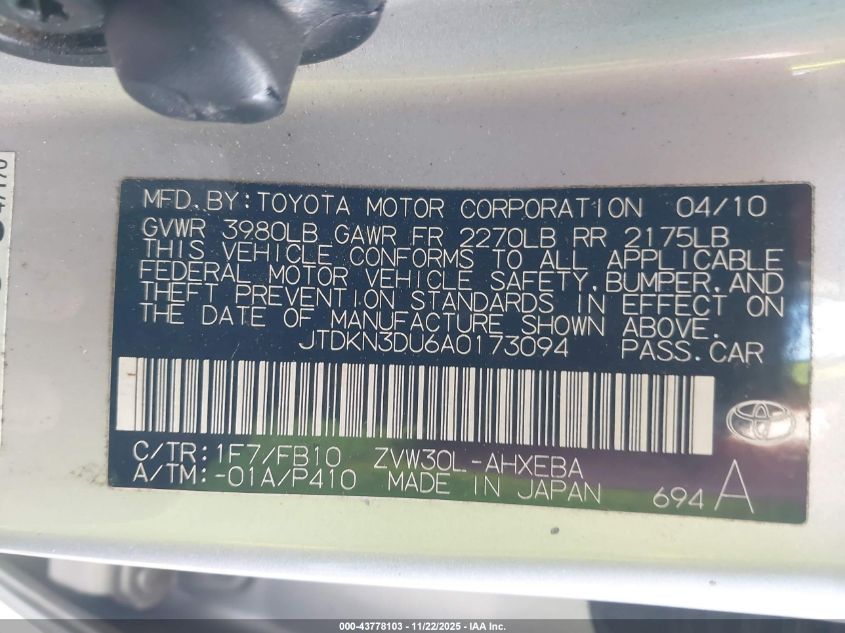 MFD. BY: TOYOTA MOTOR CORPORATION 04/10
GVWR 3980LB GAWR FR 2270LB RR 2175LB
THIS VEHICLE CONFORMS TO ALL APPLICABLE
FEDERAL MOTOR VEHICLE SAFETY, BUMPER, AND
THEFT PREVENTION STANDARDS IN EFFECT ON
THE DATE OF MANUFACTURE SHOWN ABOVE.
JTDKN3DU6A0173094 PASS. CAR
C/TR: 1F7/FB10 ZVW30L-AHXEBA
A/TM: -01A/P410 MADE IN JAPAN 694 A
000-43778103 - 11/22/2025 - IAA Inc.